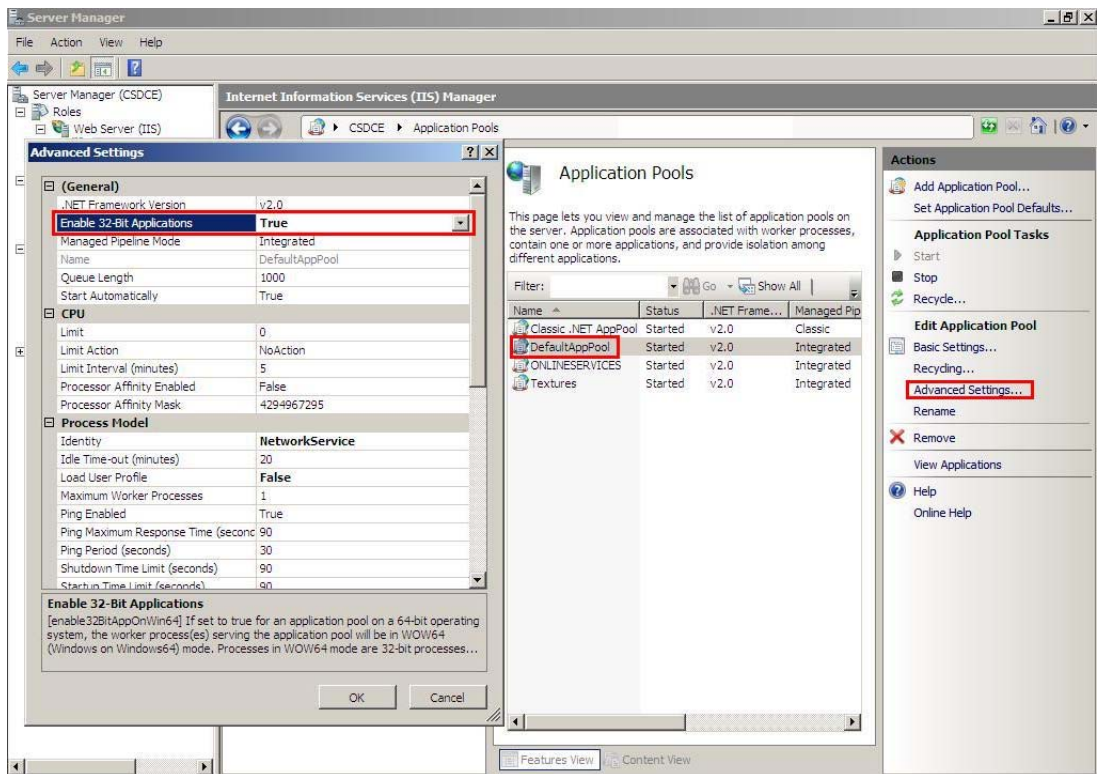 Server Manager
File Action View Help
Server Manager (CSDCE)
Roles
Web Server (IIS)
Internet Information Services (IIS) Manager
CSDCE Application Pools
Advanced Settings
(General)
.NET Framework Version v2.0
Enable 32-Bit Applications True
Managed Pipeline Mode Integrated
Name DefaultAppPool
Queue Length 1000
Start Automatically True
CPU
Limit 0
Limit Action NoAction
Limit Interval (minutes) 5
Processor Affinity Enabled False
Processor Affinity Mask 4294967295
Process Model
Identity NetworkService
Idle Time-out (minutes) 20
Load User Profile False
Maximum Worker Processes 1
Ping Enabled True
Ping Maximum Response Time (second 90
Ping Period (seconds) 30
Shutdown Time Limit (seconds) 90
Startup Time Limit (seconds) 90
Enable 32-Bit Applications
[enable32BitAppOnWin64] If set to true for an application pool on a 64-bit operating
system, the worker process(es) serving the application pool will be in WOW64
(Windows on Windows64) mode. Processes in WOW64 mode are 32-bit processes...
OK Cancel
Application Pools
This page lets you view and manage the list of application pools on
the server. Application pools are associated with worker processes,
contain one or more applications, and provide isolation among
different applications.
Filter: Go Show All
Name Status .NET Frame... Managed Pip
Classic .NET AppPool Started v2.0 Classic
DefaultAppPool Started v2.0 Integrated
ONLINESERVICES Started v2.0 Integrated
Textures Started v2.0 Integrated
Features View Content View
Actions
Add Application Pool...
Set Application Pool Defaults...
Application Pool Tasks
Start
Stop
Recycle...
Edit Application Pool
Basic Settings...
Recycling...
Advanced Settings...
Rename
Remove
View Applications
Help
Online Help